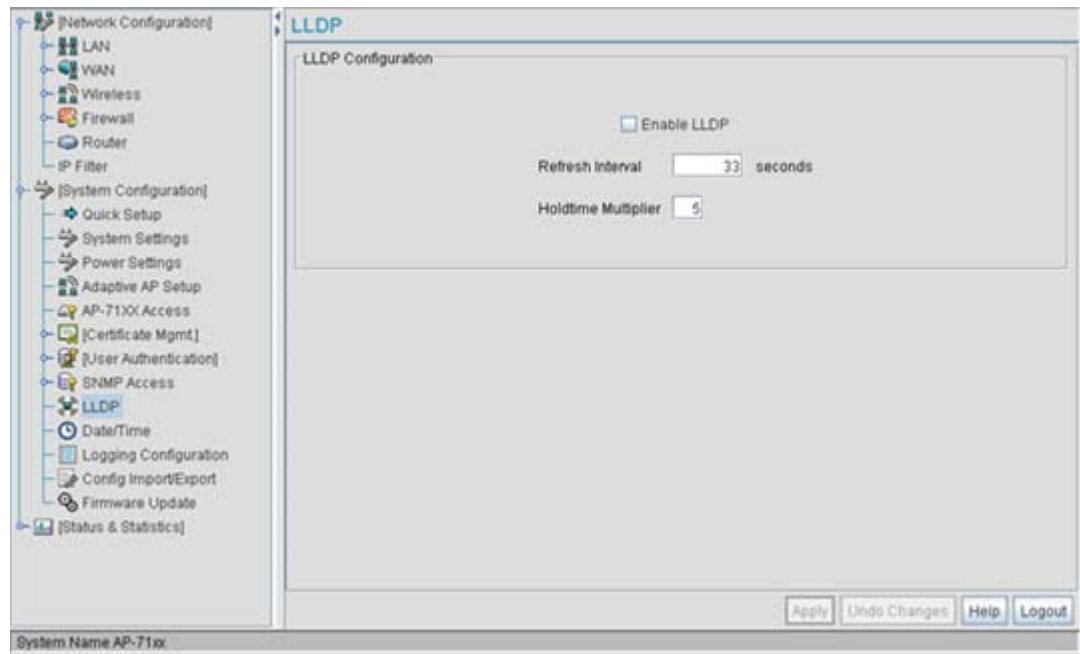 [Network Configuration]
LAN
WAN
Wireless
Firewall
Router
IP Filter
[System Configuration]
Quick Setup
System Settings
Power Settings
Adaptive AP Setup
AP-71XX Access
[Certificate Mgmt.]
[User Authentication]
SNMP Access
LLDP
Date/Time
Logging Configuration
Config Import/Export
Firmware Update
[Status & Statistics]
LLDP
LLDP Configuration
Enable LLDP
Refresh Interval 33 seconds
Holdtime Multiplier 5
Apply Undo Changes Help Logout
System Name AP-71xx